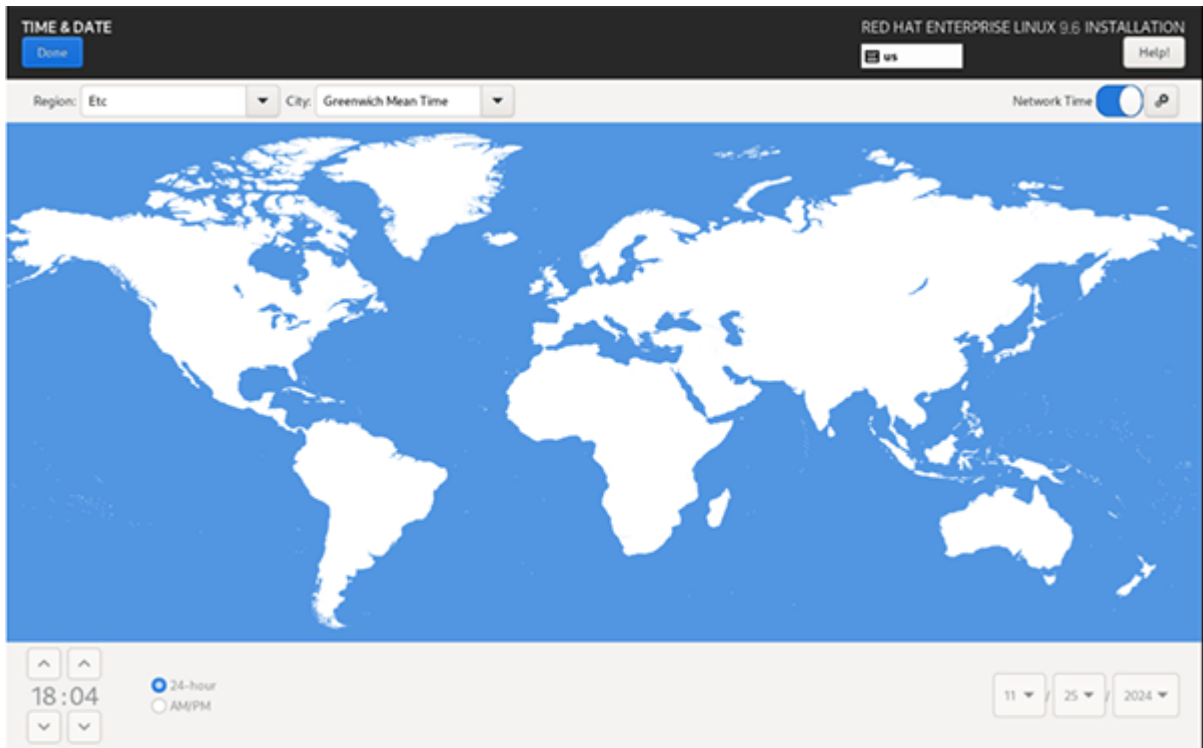 TIME & DATE
RED HAT ENTERPRISE LINUX 9.6 INSTALLATION
Done
us
Help!
Region: Etc City: Greenwich Mean Time Network Time
18:04
24-hour
AM/PM
11 / 25 / 2024